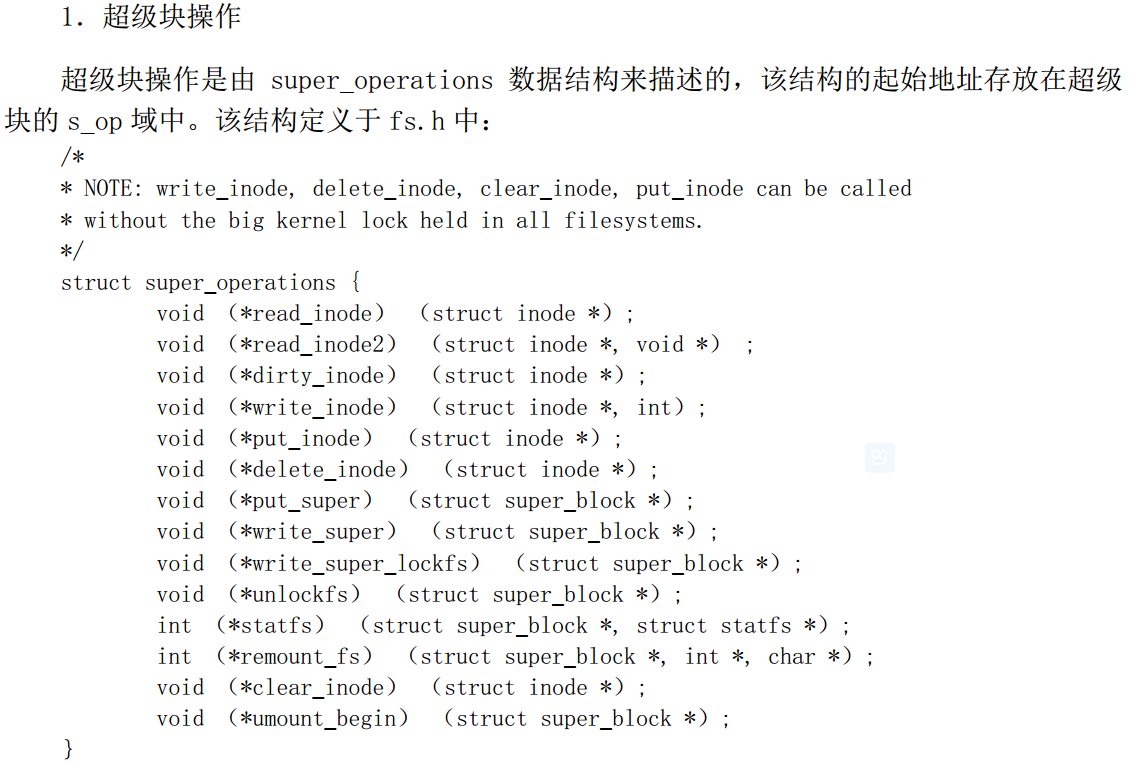 1．超级块操作
超级块操作是由 super_operations 数据结构来描述的，该结构的起始地址存放在超级
块的 s_op 域中。该结构定义于 fs.h 中：
/*
* NOTE: write_inode, delete_inode, clear_inode, put_inode can be called
* without the big kernel lock held in all filesystems.
*/
struct super_operations {
void （*read_inode） （struct inode *）;
void （*read_inode2） （struct inode *, void *） ;
void （*dirty_inode） （struct inode *）;
void （*write_inode） （struct inode *, int）;
void （*put_inode） （struct inode *）;
void （*delete_inode） （struct inode *）;
void （*put_super） （struct super_block *）;
void （*write_super） （struct super_block *）;
void （*write_super_lockfs） （struct super_block *）;
void （*unlockfs） （struct super_block *）;
int （*statfs） （struct super_block *, struct statfs *）;
int （*remount_fs） （struct super_block *, int *, char *）;
void （*clear_inode） （struct inode *）;
void （*umount_begin） （struct super_block *）;
}